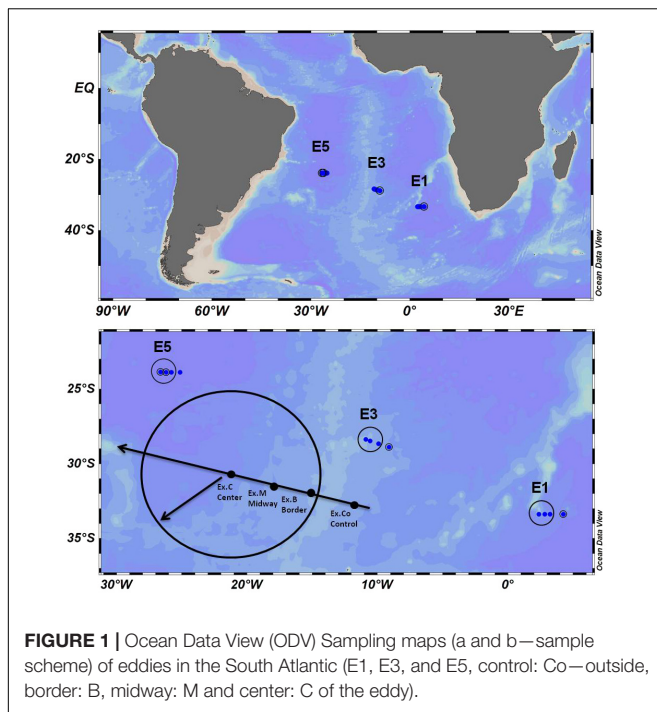 EQ
20°S
40°S
E5
E3
E1
90°W
60°W
30°W
0°
30°E
Ocean Data View
25°S
30°S
35°S
E5
E3
E1
Ex.C
Center
Ex.M
Midway
Ex.B
Border
Ex.Co
Control
30°W
20°W
10°W
0°
Ocean Data View
FIGURE 1 | Ocean Data View (ODV) Sampling maps (a and b—sample
scheme) of eddies in the South Atlantic (E1, E3, and E5, control: Co—outside,
border: B, midway: M and center: C of the eddy).